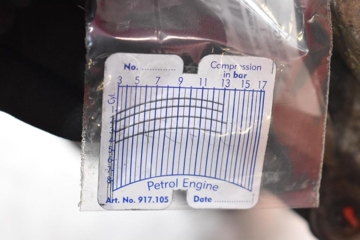 No. ............
Compression
in bar
3 5 7 9 11 13 15 17
Cyl.
Petrol Engine
Art. No. 917.105
Date ............